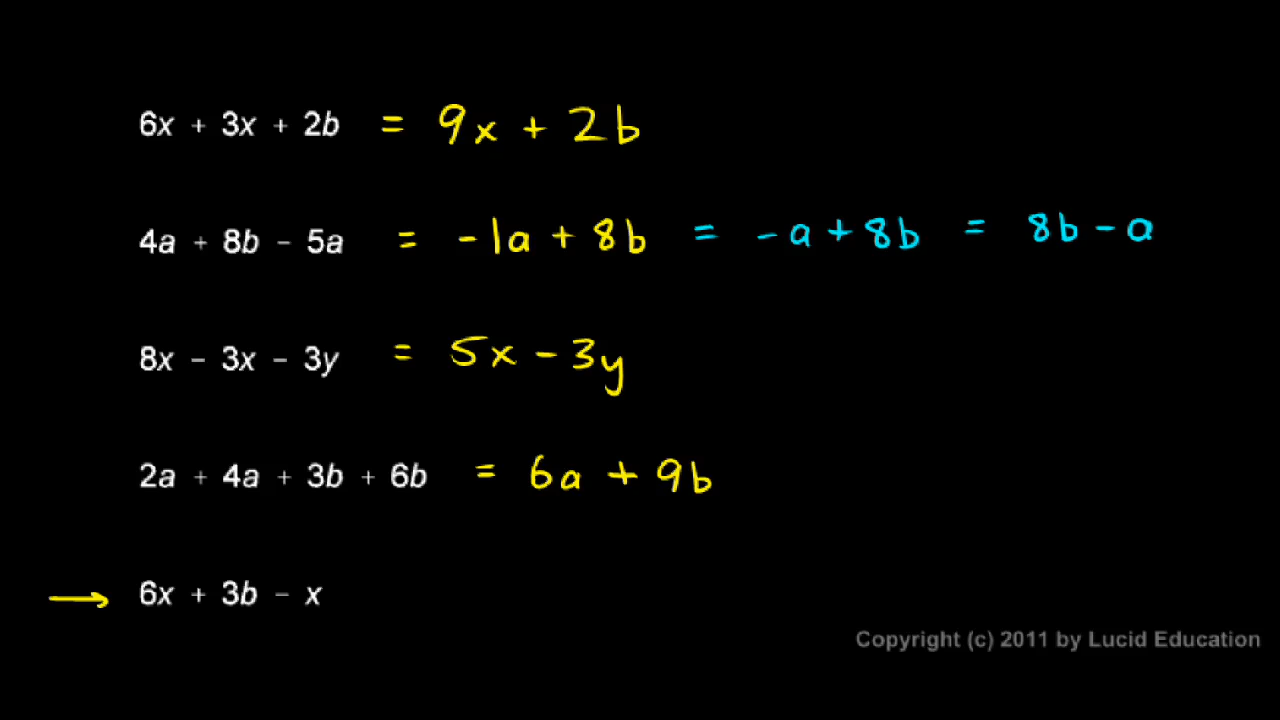 6x + 3x + 2b = 9x + 2b
4a + 8b - 5a = -1a + 8b = -a + 8b = 8b - a
8x - 3x - 3y = 5x - 3y
2a + 4a + 3b + 6b = 6a + 9b
→ 6x + 3b - x
Copyright (c) 2011 by Lucid Education